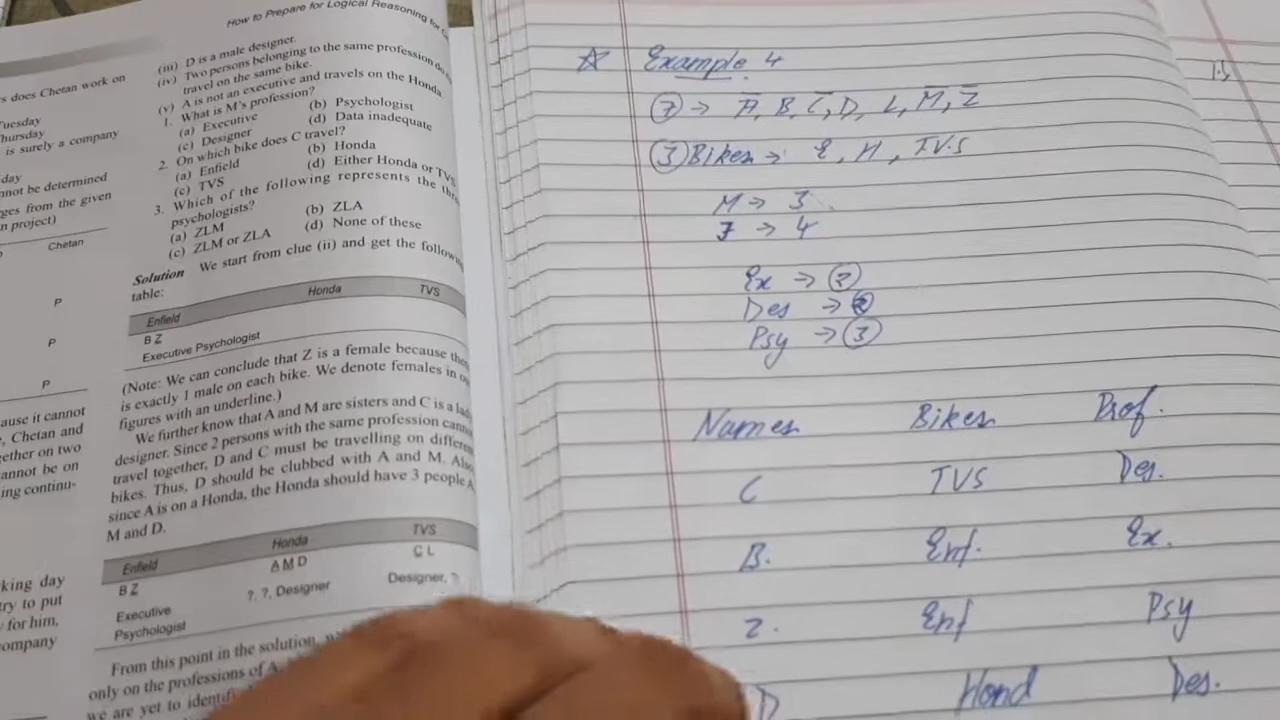 How to Prepare for Logical Reasoning for
s does Chetan work on
Tuesday
Thursday
is surely a company
day
not be determined
ges from the given
n project)
Chetan
P
P
P
ause it cannot
, Chetan and
gether on two
annot be on
ing continu-
king day
try to put
for him,
ompany
(iii) D is a male designer.
(iv) Two persons belonging to the same profession do
travel on the same bike.
(v) A is not an executive and travels on the Honda
1. What is M's profession?
(a) Executive (b) Psychologist
(c) Designer (d) Data inadequate
2. On which bike does C travel?
(a) Enfield (b) Honda
(c) TVS (d) Either Honda or TVS
3. Which of the following represents the thr
psychologists?
(a) ZLM (b) ZLA
(c) ZLM or ZLA (d) None of these
Solution We start from clue (ii) and get the followin
table:
Enfield Honda TVS
B Z
Executive Psychologist
(Note: We can conclude that Z is a female because the
is exactly 1 male on each bike. We denote females in o
figures with an underline.)
We further know that A and M are sisters and C is a la
designer. Since 2 persons with the same profession cann
travel together, D and C must be travelling on differe
bikes. Thus, D should be clubbed with A and M. Als
since A is on a Honda, the Honda should have 3 people
M and D.
Enfield Honda TVS
B Z A M D C L
Executive ?, ?, Designer Designer, ?
Psychologist
From this point in the solution,
only on the professions of A,
we are yet to identif
☆ Example 4
⑦ → A, B, C, D, L, M, Z
③ Bikes → E, H, TVS
M → 3
F → 4
Ex → ②
Des → ②
Psy → ③
Names Bikes Prof.
C TVS Des.
B. Enf. Ex.
Z. Enf Psy
D Hond Des.